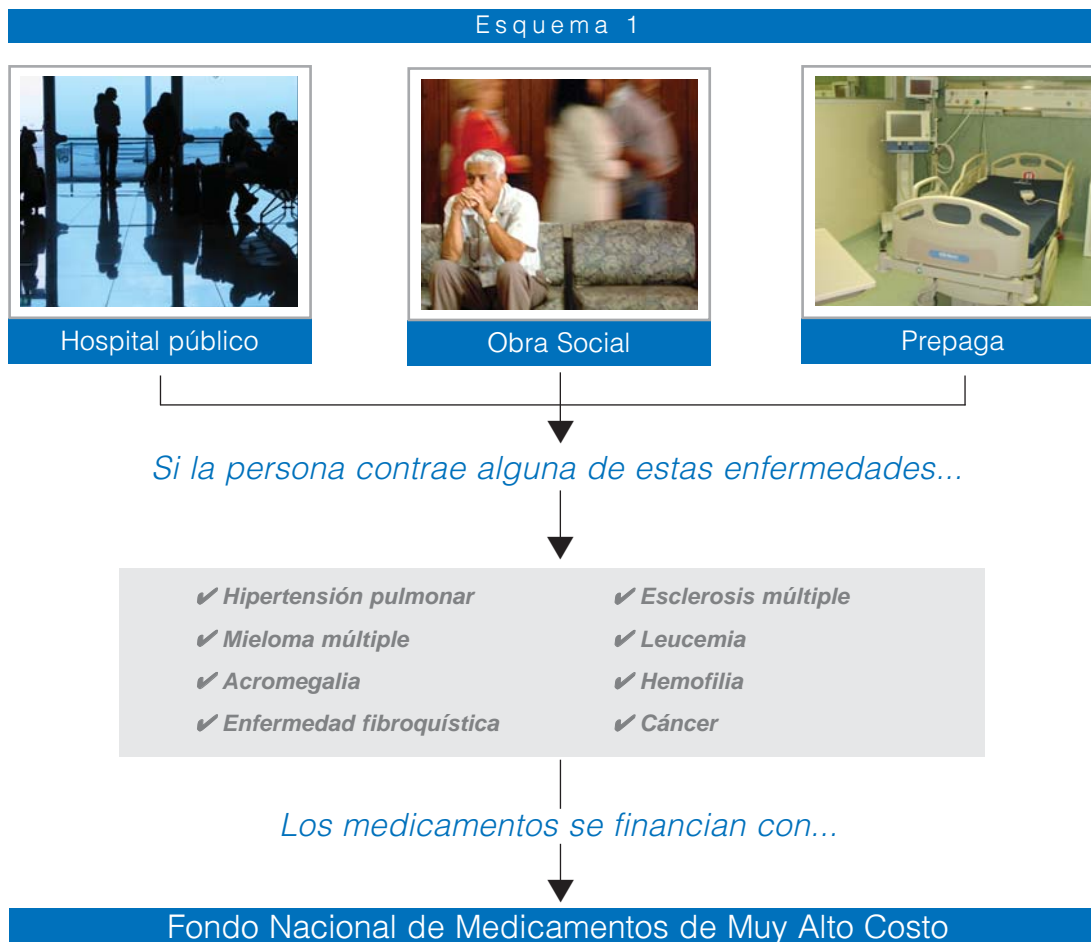 Esquema 1
Hospital público
Obra Social
Prepaga
Si la persona contrae alguna de estas enfermedades...
✔ Hipertensión pulmonar
✔ Mieloma múltiple
✔ Acromegalia
✔ Enfermedad fibroquística
✔ Esclerosis múltiple
✔ Leucemia
✔ Hemofilia
✔ Cáncer
Los medicamentos se financian con...
Fondo Nacional de Medicamentos de Muy Alto Costo